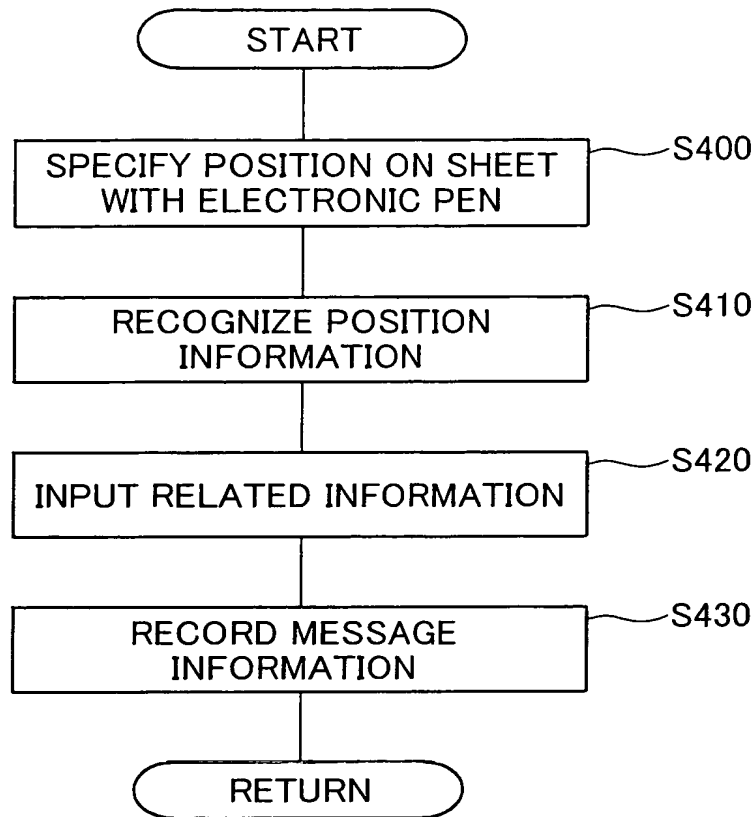 START
SPECIFY POSITION ON SHEET
WITH ELECTRONIC PEN
S400
RECOGNIZE POSITION
INFORMATION
S410
INPUT RELATED INFORMATION
S420
RECORD MESSAGE
INFORMATION
S430
RETURN